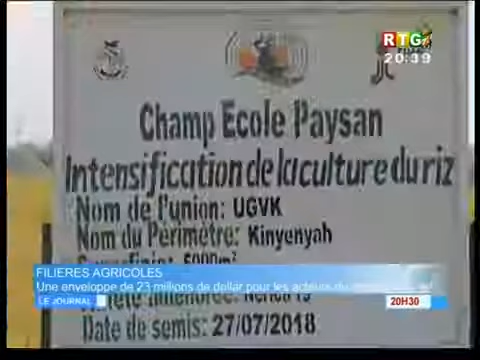 RTG
20:39
Champ Ecole Paysan
Intensification de la culture du riz
Nom de l'union: UGVK
Nom du Périmètre: Kinyenyah
5000m²
FILIERES AGRICOLES
Une enveloppe de 23 millions de dollar pour les acteurs du
LE JOURNAL
20H30
Date de semis: 27/07/2018